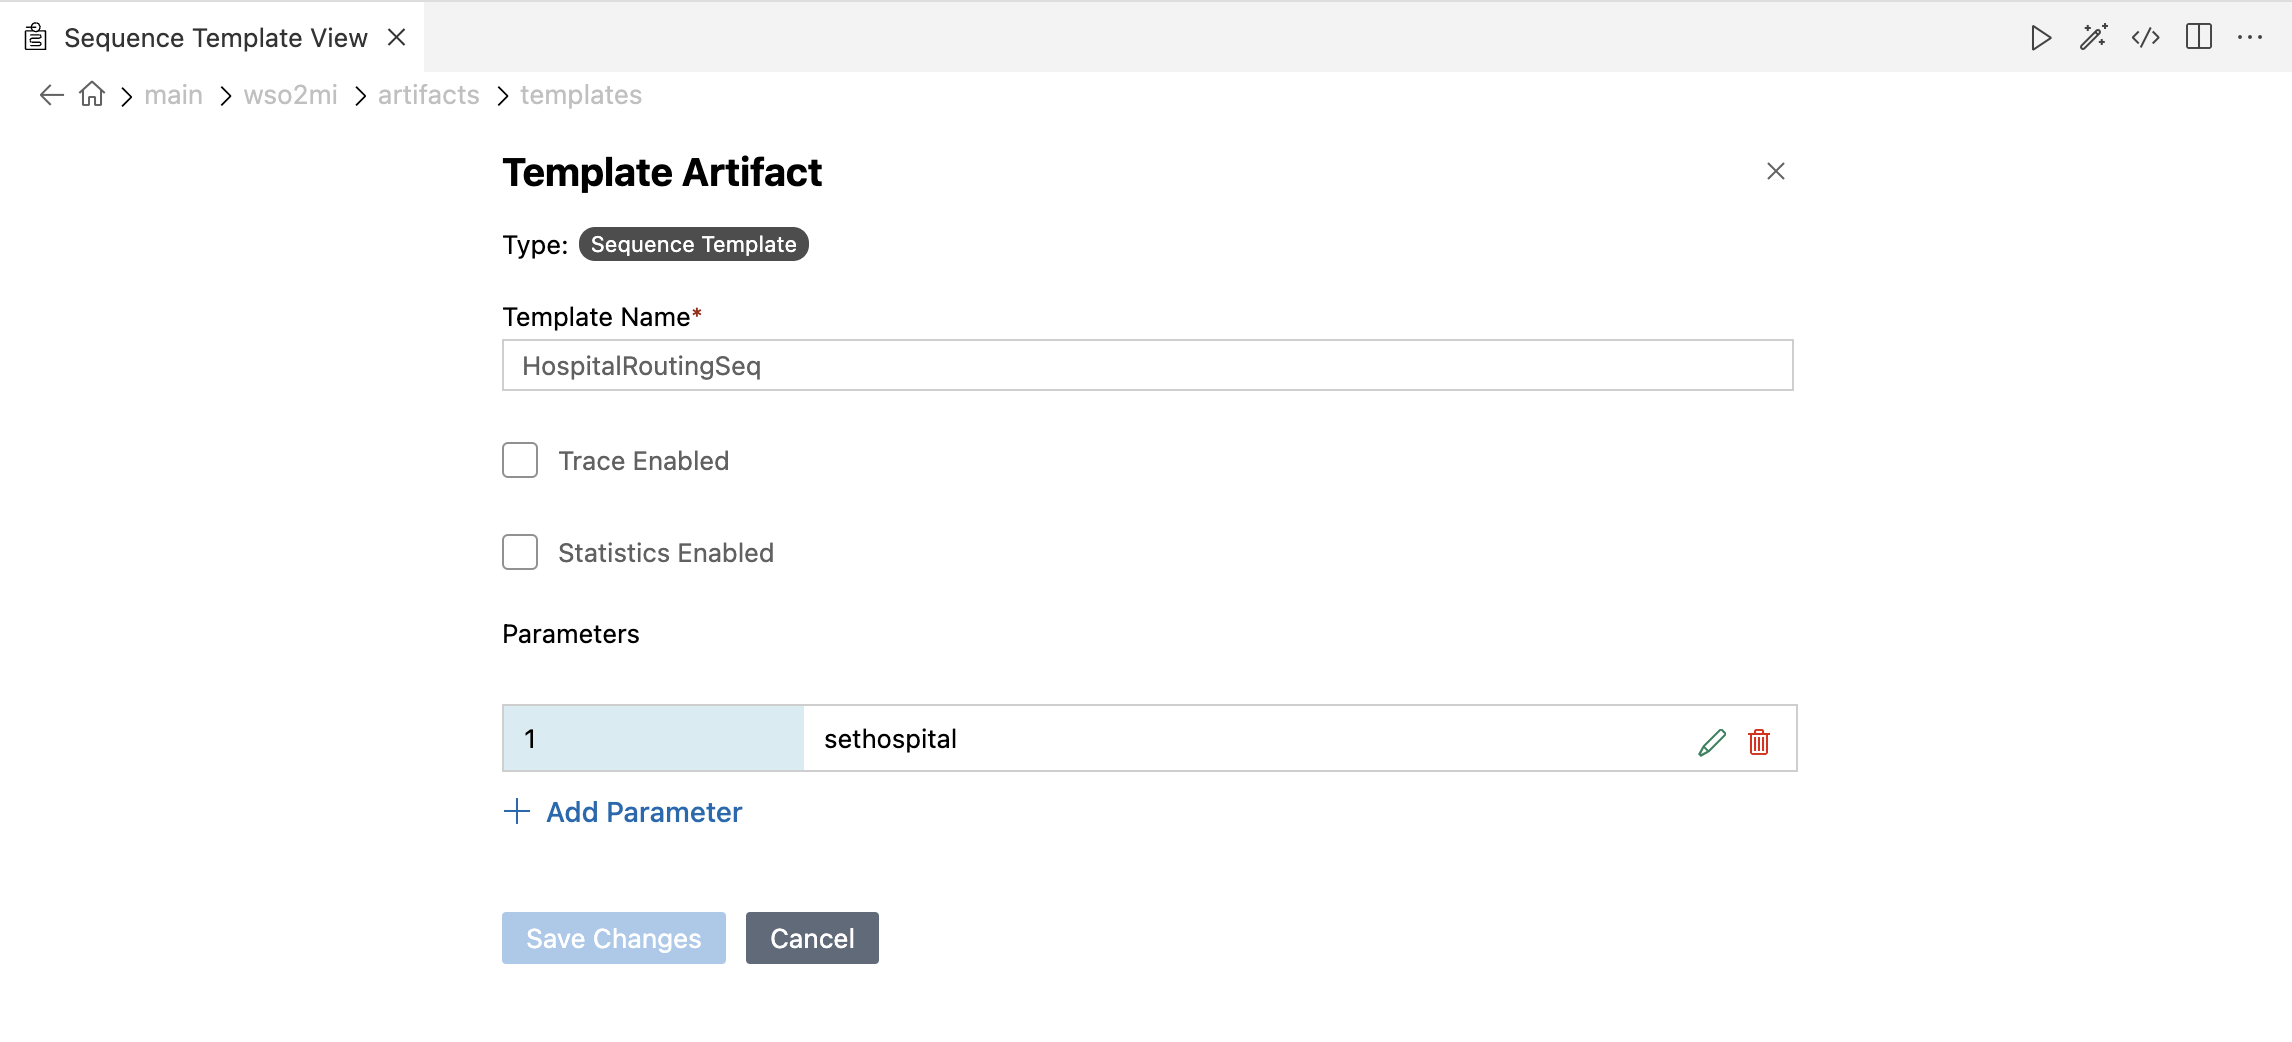 Sequence Template View
main > wso2mi > artifacts > templates
Template Artifact
Type: Sequence Template
Template Name*
HospitalRoutingSeq
Trace Enabled
Statistics Enabled
Parameters
1 sethospital
Add Parameter
Save Changes Cancel